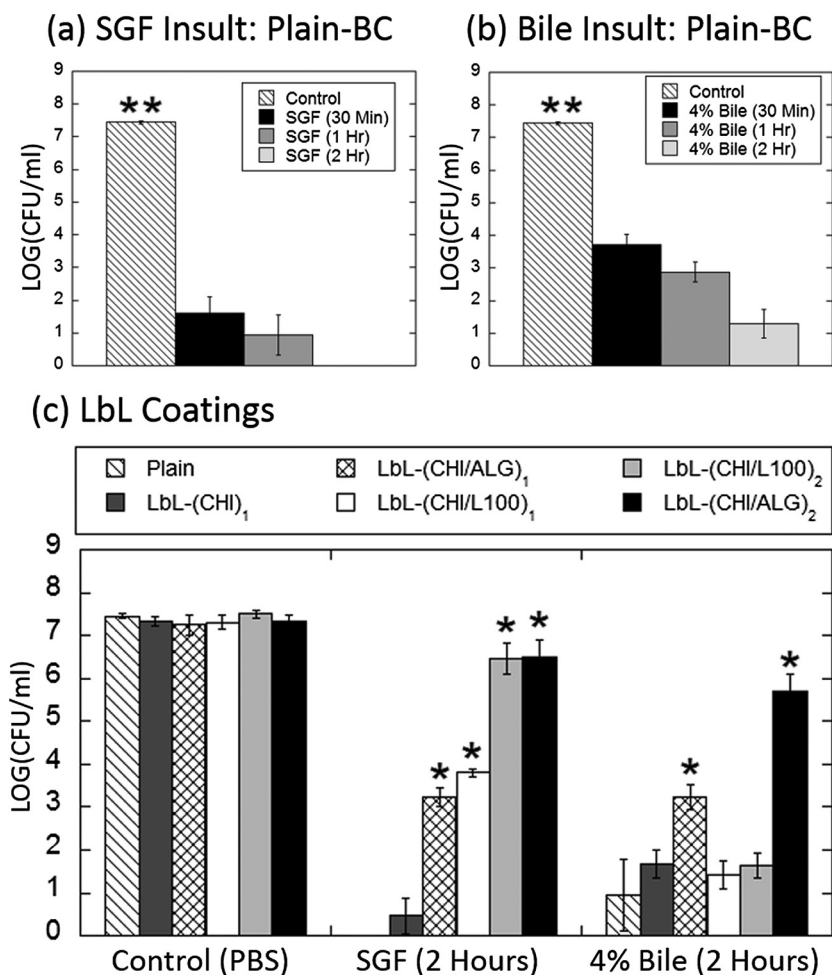 (a) SGF Insult: Plain-BC
LOG(CFU/ml)
9
8
7
6
5
4
3
2
1
0
**
Control
SGF (30 Min)
SGF (1 Hr)
SGF (2 Hr)
(b) Bile Insult: Plain-BC
LOG(CFU/ml)
9
8
7
6
5
4
3
2
1
0
**
Control
4% Bile (30 Min)
4% Bile (1 Hr)
4% Bile (2 Hr)
(c) LbL Coatings
Plain
LbL-(CHI)₁
LbL-(CHI/ALG)₁
LbL-(CHI/L100)₁
LbL-(CHI/L100)₂
LbL-(CHI/ALG)₂
LOG(CFU/ml)
9
8
7
6
5
4
3
2
1
0
* * * *
* *
Control (PBS) SGF (2 Hours) 4% Bile (2 Hours)